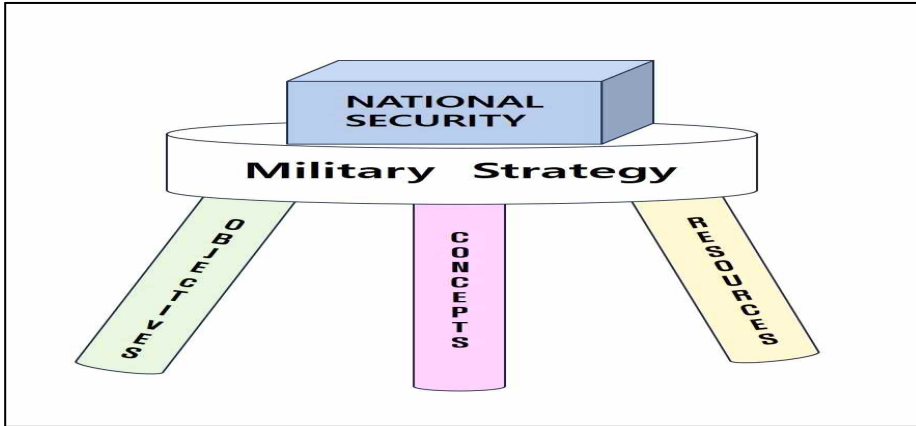 NATIONAL
SECURITY
Military Strategy
OBJECTIVES
CONCEPTS
RESOURCES